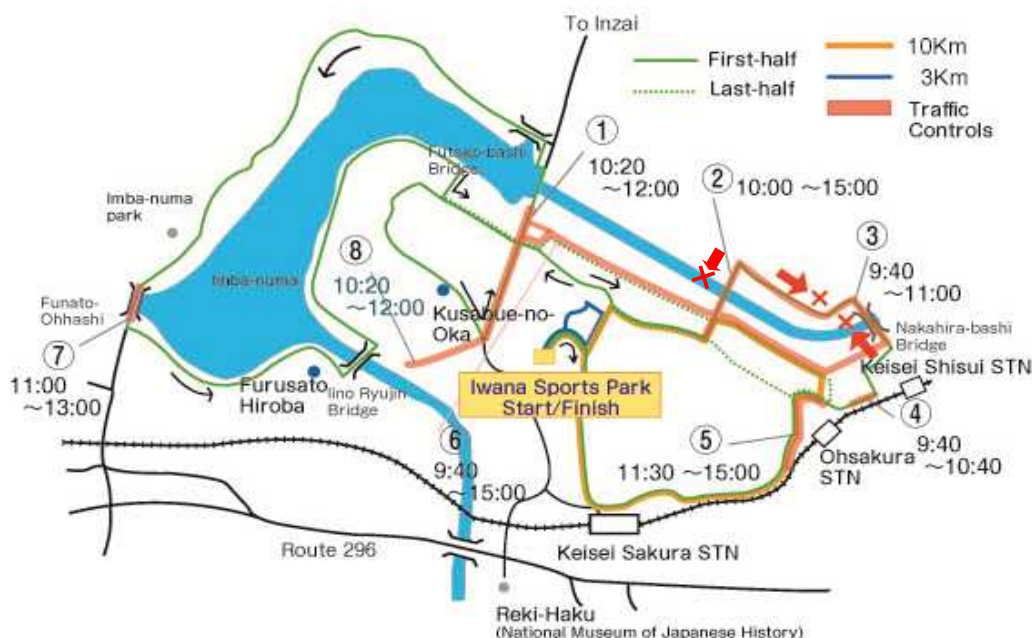 To Inzai
First-half
Last-half
10Km
3Km
Traffic
Controls
①
10:20
～12:00
Futako-bashi
Bridge
② 10:00 ～15:00
③
9:40
～11:00
Imba-numa
park
⑧
10:20
～12:00
Imba-numa
Kusabue-no-
Oka
Nakahira-bashi
Bridge
Funato-
Ohhashi
Keisei Shisui STN
⑦
11:00
～13:00
Furusato
Hiroba
Iino Ryujin
Bridge
Iwana Sports Park
Start/Finish
④
9:40
～10:40
⑥
9:40
～15:00
⑤
11:30 ～15:00
Ohsakura
STN
Route 296
Keisei Sakura STN
Reki-Haku
(National Museum of Japanese History)